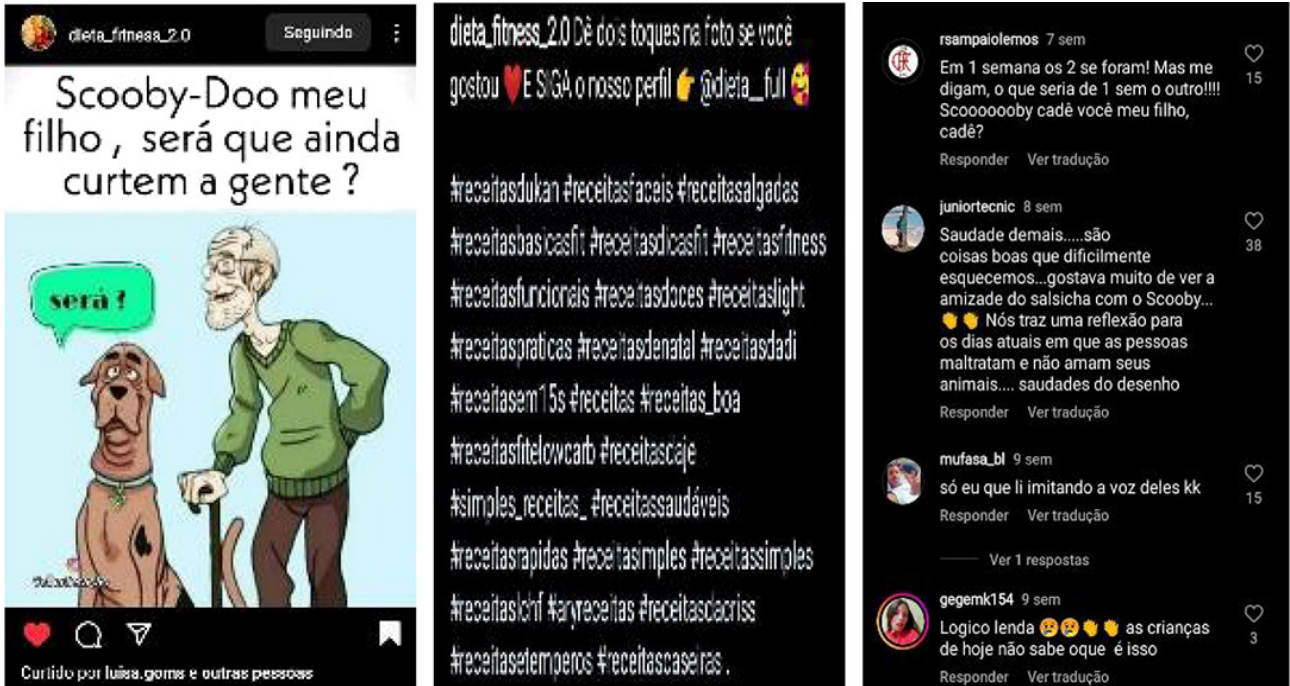 dieta_fitness_2.0
Seguindo
Scooby-Doo meu
filho , será que ainda
curtem a gente ?
será ?
Curtido por luisa.goms e outras pessoas
dieta_fitness_2.0 Dê dois toques na foto se você
gostou ❤️E SIGA o nosso perfil 👉 @dieta__full 🥰
#receitasdukan #receitasfaceis #receitasalgadas
#receitasbasicasfit #receitasdicasfit #receitasfitness
#receitasfuncionais #receitasdoces #receitaslight
#receitaspraticas #receitasdenatal #receitasdadi
#receitasem15s #receitas #receitas_boa
#receitasfitelowcarb #receitasdaje
#simples_receitas_ #receitassaudáveis
#receitasrapidas #receitasimples #receitassimples
#receitaslchf #aryreceitas #receitasdacriss
#receitasetemperos #receitascaseiras .
rsampaiolemos 7 sem
Em 1 semana os 2 se foram! Mas me
digam, o que seria de 1 sem o outro!!!!
Scooooooby cadê você meu filho,
cadê?
15
Responder Ver tradução
juniortecnic 8 sem
Saudade demais.....são
coisas boas que dificilmente
esquecemos...gostava muito de ver a
amizade do salsicha com o Scooby...
👏👏 Nós traz uma reflexão para
os dias atuais em que as pessoas
maltratam e não amam seus
animais.... saudades do desenho
38
Responder Ver tradução
mufasa_bl 9 sem
só eu que li imitando a voz deles kk
15
Responder Ver tradução
Ver 1 respostas
gegemk154 9 sem
Logico lenda 😢😢👏👏 as crianças
de hoje não sabe oque é isso
3
Responder Ver tradução